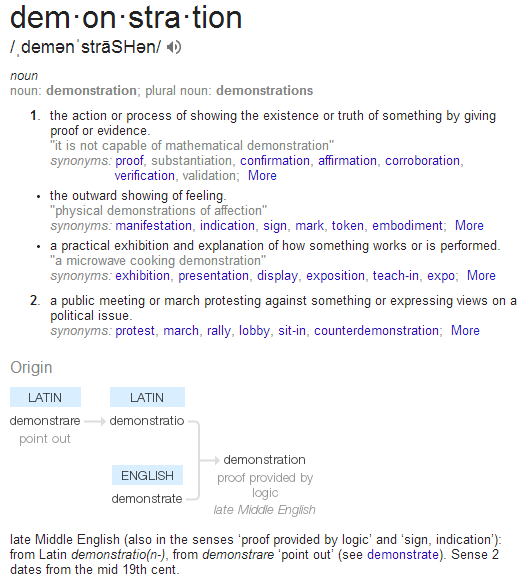 dem·on·stra·tion
/ˌdemənˈstrāSHən/
noun
noun: demonstration; plural noun: demonstrations
1. the action or process of showing the existence or truth of something by giving
proof or evidence.
"it is not capable of mathematical demonstration"
synonyms: proof, substantiation, confirmation, affirmation, corroboration,
verification, validation; More
• the outward showing of feeling.
"physical demonstrations of affection"
synonyms: manifestation, indication, sign, mark, token, embodiment; More
• a practical exhibition and explanation of how something works or is performed.
"a microwave cooking demonstration"
synonyms: exhibition, presentation, display, exposition, teach-in, expo; More
2. a public meeting or march protesting against something or expressing views on a
political issue.
synonyms: protest, march, rally, lobby, sit-in, counterdemonstration; More
Origin
LATIN LATIN
demonstrare demonstratio
point out
demonstration
ENGLISH proof provided by
logic
demonstrate late Middle English
late Middle English (also in the senses ‘proof provided by logic’ and ‘sign, indication’):
from Latin demonstratio(n-), from demonstrare ‘point out’ (see demonstrate). Sense 2
dates from the mid 19th cent.